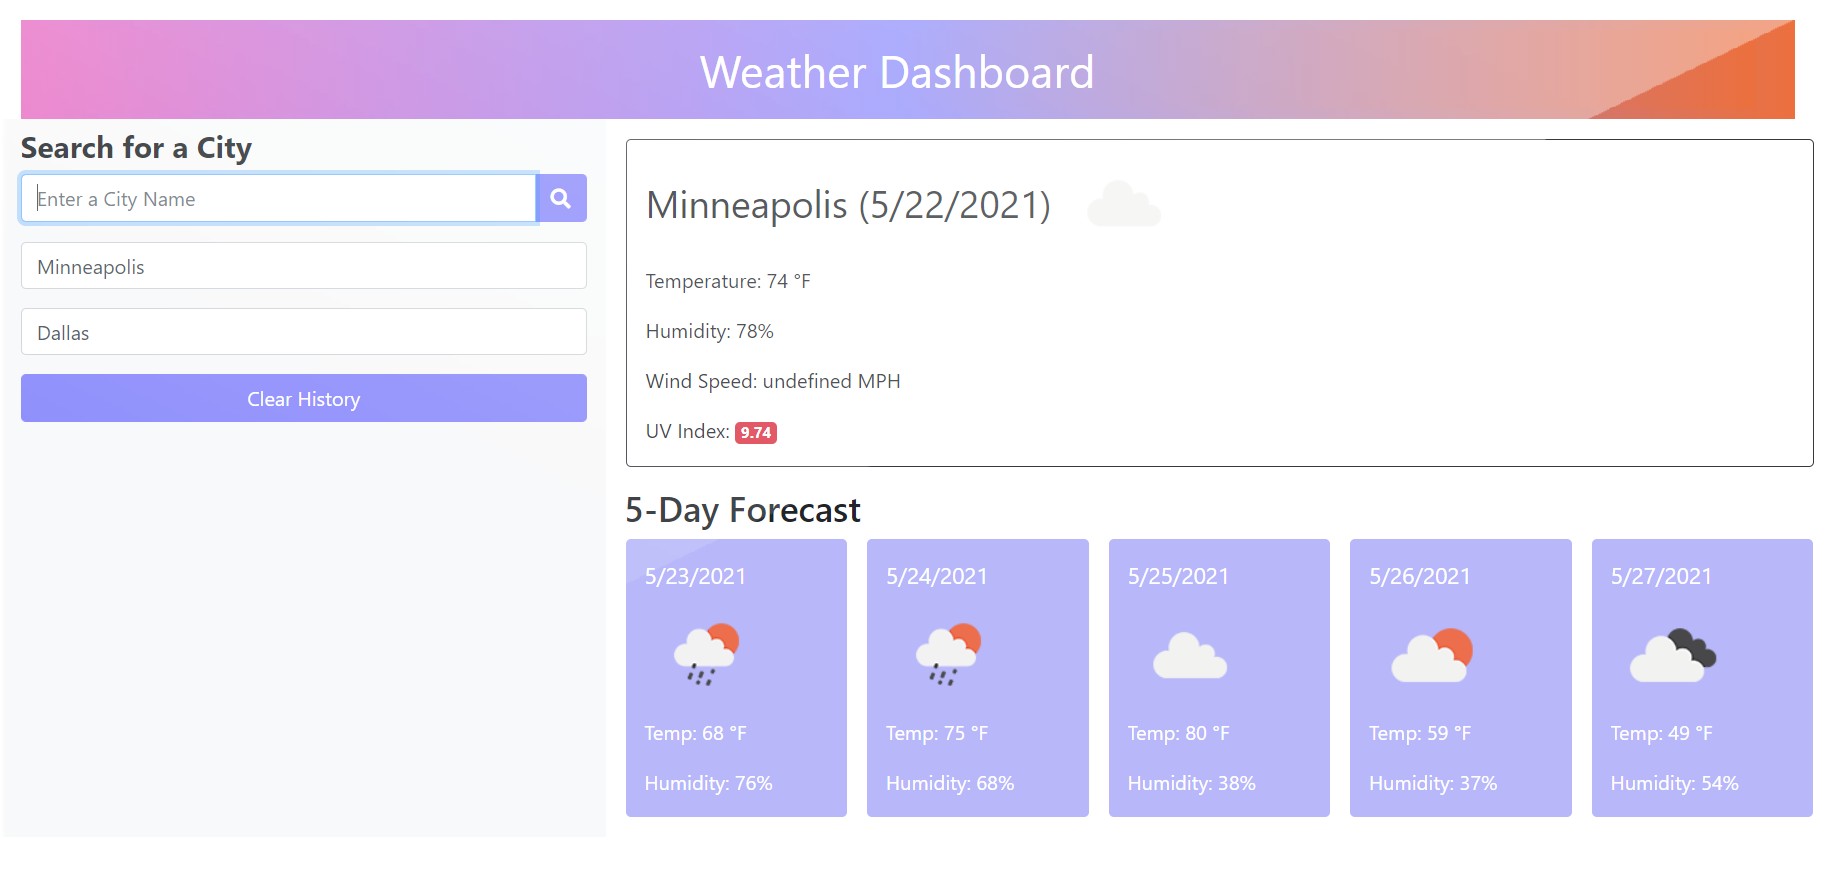 Weather Dashboard
Search for a City
Enter a City Name
Minneapolis
Dallas
Clear History
Minneapolis (5/22/2021)
Temperature: 74 °F
Humidity: 78%
Wind Speed: undefined MPH
UV Index: 9.74
5-Day Forecast
5/23/2021
Temp: 68 °F
Humidity: 76%
5/24/2021
Temp: 75 °F
Humidity: 68%
5/25/2021
Temp: 80 °F
Humidity: 38%
5/26/2021
Temp: 59 °F
Humidity: 37%
5/27/2021
Temp: 49 °F
Humidity: 54%